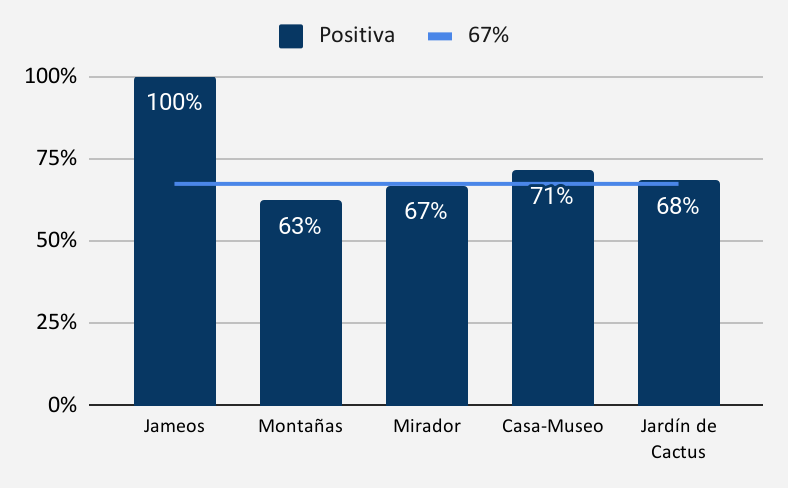 Positiva 67%
100%
75%
50%
25%
0%
100%
63%
67%
71%
68%
Jameos
Montañas
Mirador
Casa-Museo
Jardín de
Cactus